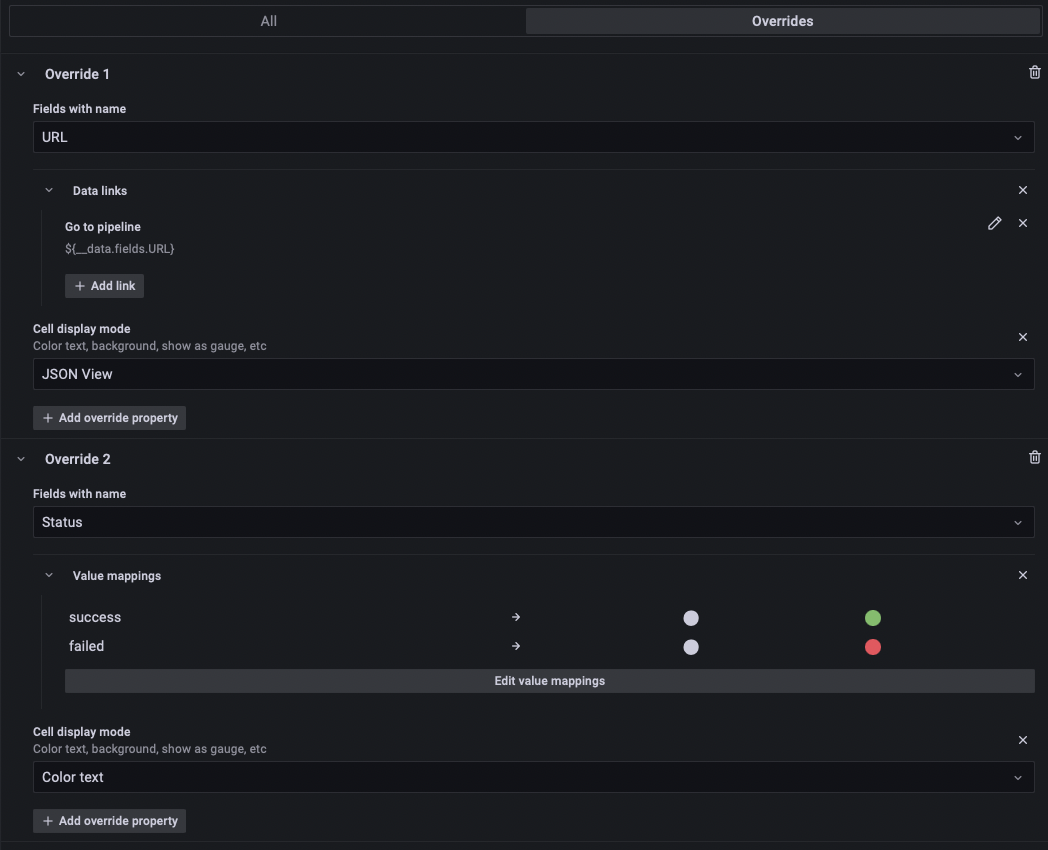 All
Overrides
Override 1
Fields with name
URL
Data links
Go to pipeline
${__data.fields.URL}
Add link
Cell display mode
Color text, background, show as gauge, etc
JSON View
Add override property
Override 2
Fields with name
Status
Value mappings
success
failed
Edit value mappings
Cell display mode
Color text, background, show as gauge, etc
Color text
Add override property